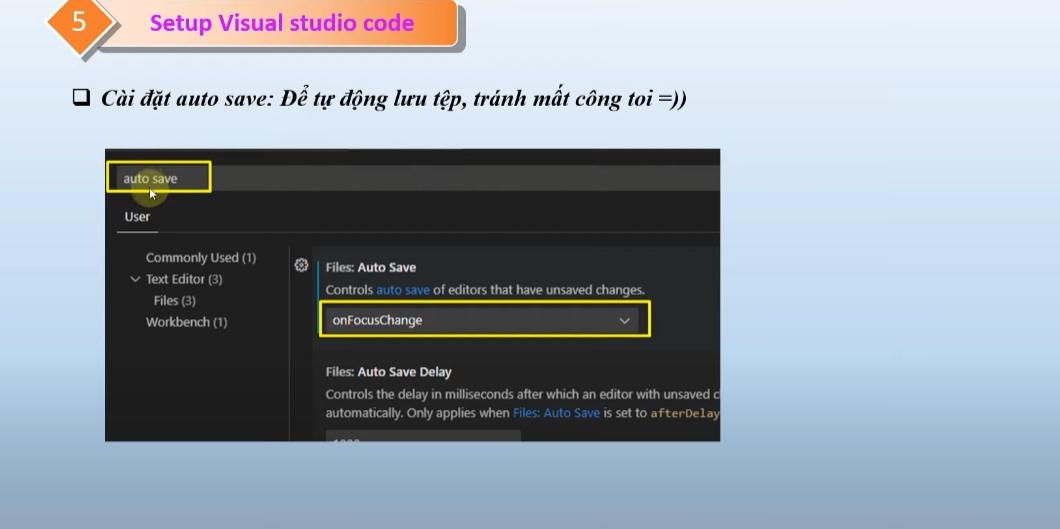 5
Setup Visual studio code
Cài đặt auto save: Để tự động lưu tệp, tránh mất công toi =))
auto save
User
Commonly Used (1)
Text Editor (3)
Files (3)
Workbench (1)
Files: Auto Save
Controls auto save of editors that have unsaved changes.
onFocusChange
Files: Auto Save Delay
Controls the delay in milliseconds after which an editor with unsaved
automatically. Only applies when Files: Auto Save is set to afterDelay